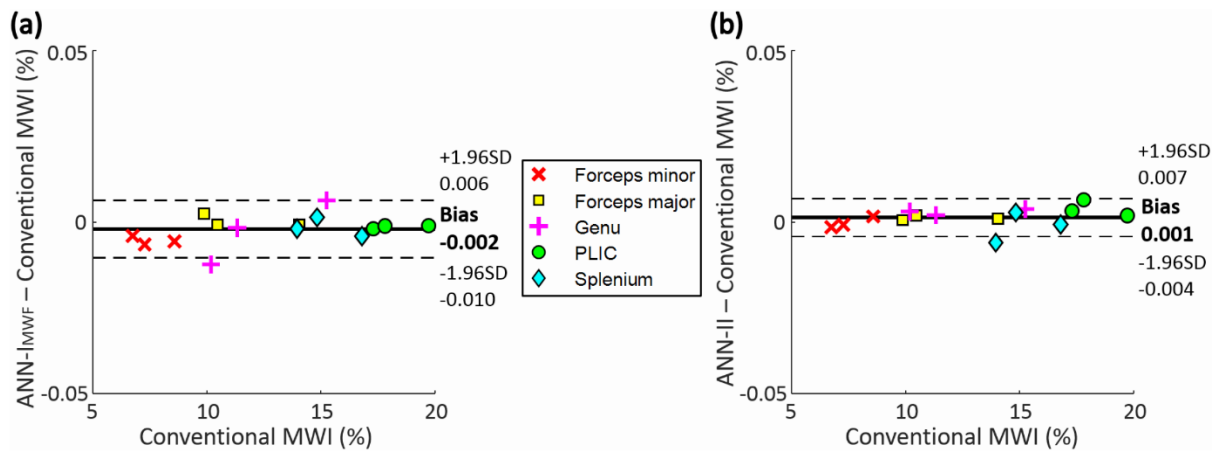 (a)
0.05
0
-0.05
ANN-IMWF – Conventional MWI (%)
5 10 15 20
Conventional MWI (%)
+1.96SD
0.006
Bias
-0.002
-1.96SD
-0.010
Forceps minor
Forceps major
Genu
PLIC
Splenium
(b)
0.05
0
-0.05
ANN-II – Conventional MWI (%)
5 10 15 20
Conventional MWI (%)
+1.96SD
0.007
Bias
0.001
-1.96SD
-0.004